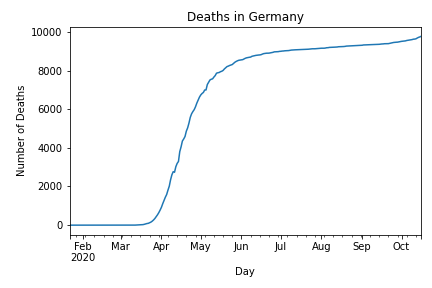 Deaths in Germany
10000
8000
6000
4000
2000
0
Number of Deaths
Feb Mar Apr May Jun Jul Aug Sep Oct
2020
Day